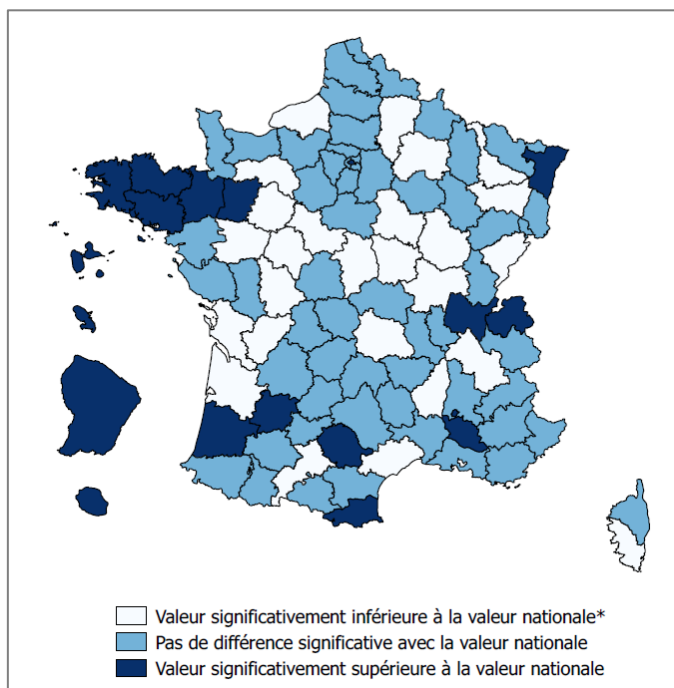 Valeur significativement inférieure à la valeur nationale*
Pas de différence significative avec la valeur nationale
Valeur significativement supérieure à la valeur nationale